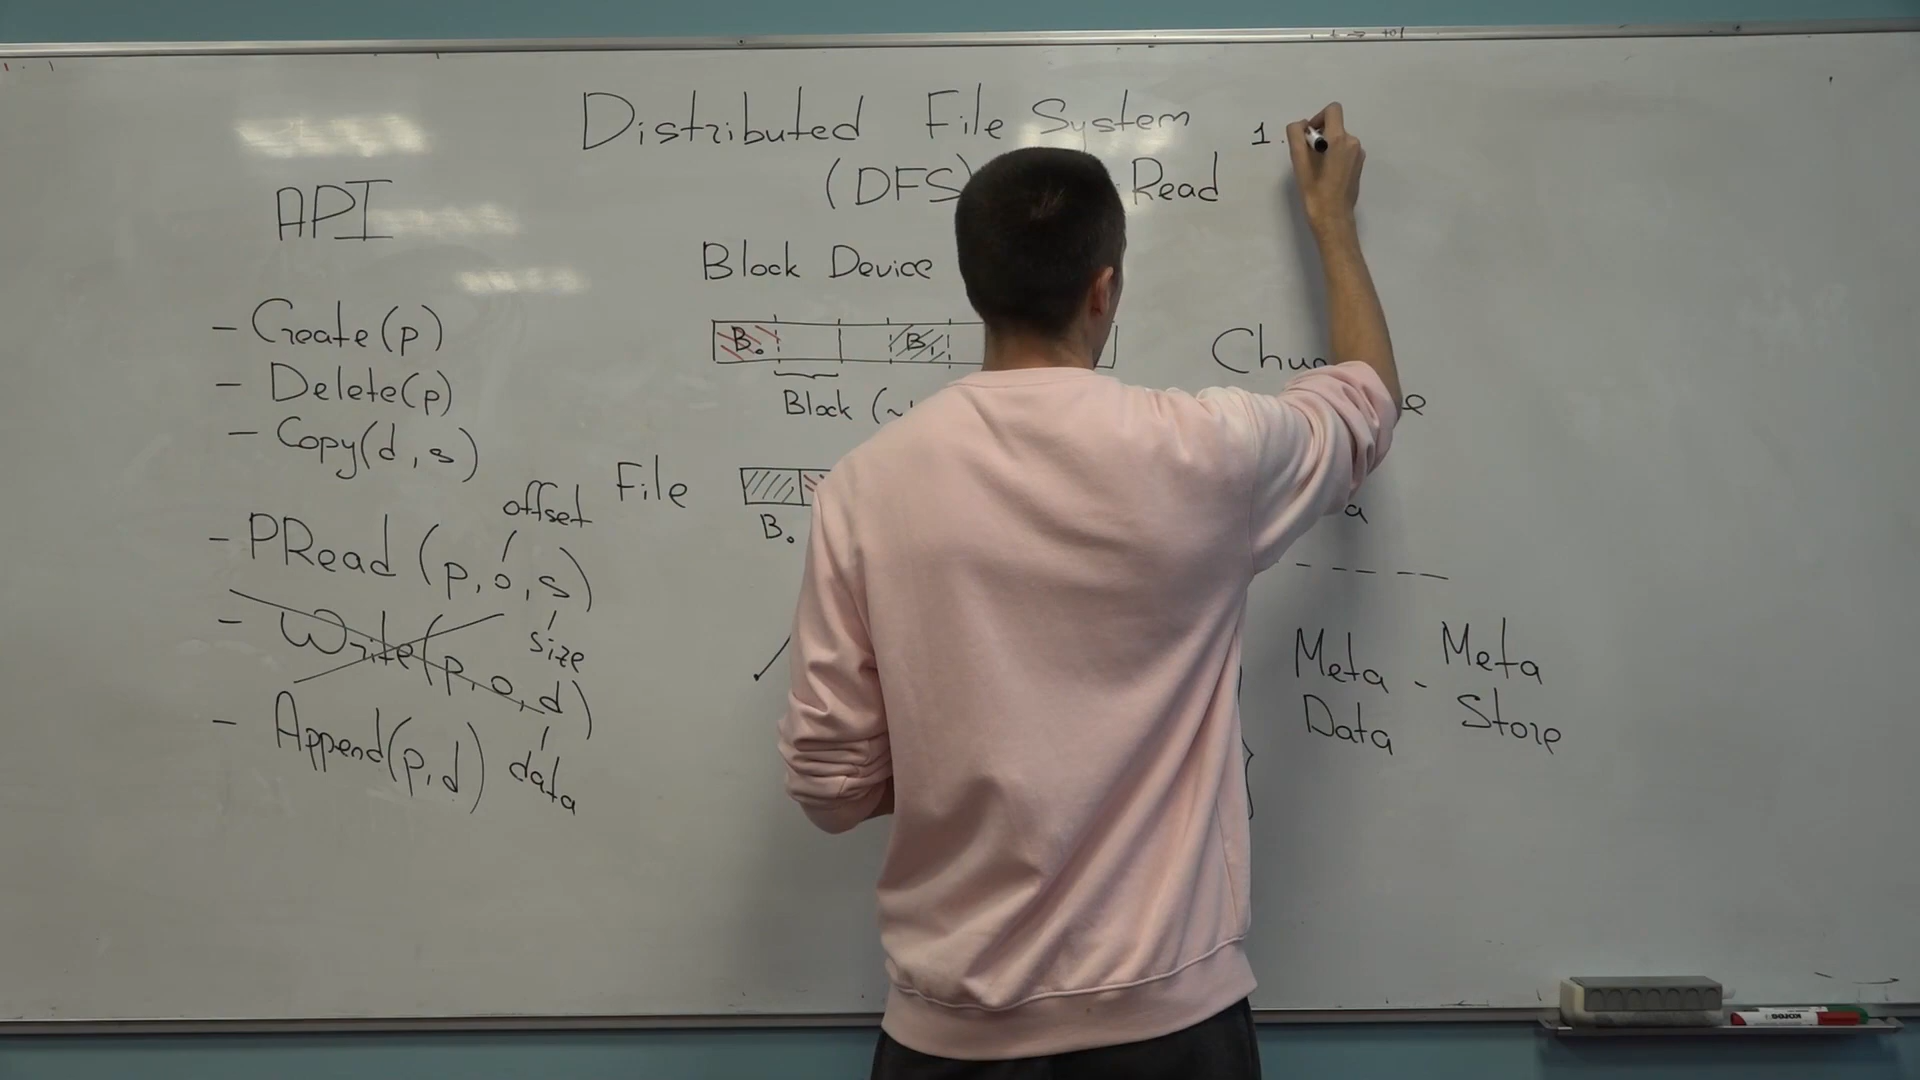 Distributed File System
(DFS)
Read
1.
API
- Create(p)
- Delete(p)
- Copy(d, s)
offset
- PRead (p, o, s)
size
- Write(p, o, d)
- Append(p, d)
data
Block Device
B₀
B₁
Block (~
File
B₀
Meta - Meta
Data Store
KORES